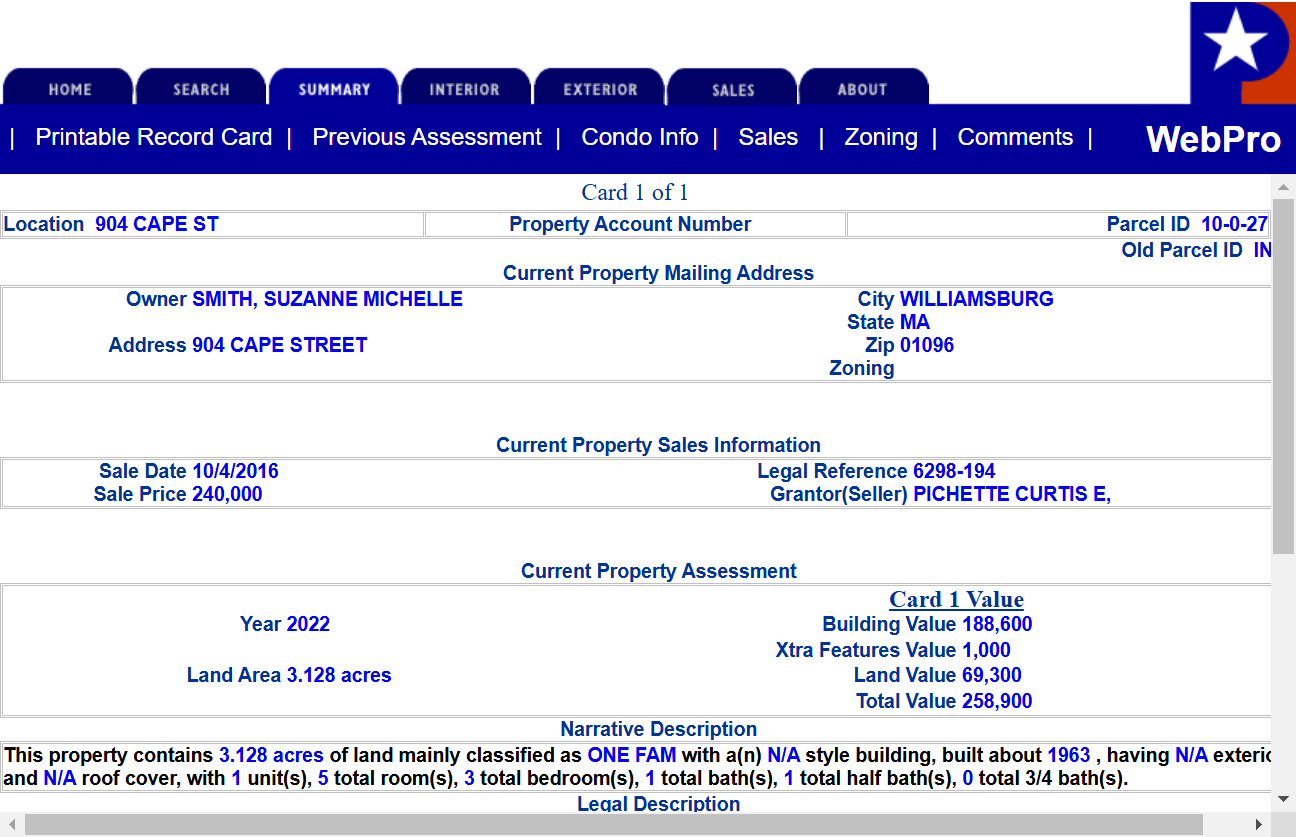 HOME SEARCH SUMMARY INTERIOR EXTERIOR SALES ABOUT
| Printable Record Card | Previous Assessment | Condo Info | Sales | Zoning | Comments | WebPro
Card 1 of 1
Location 904 CAPE ST Property Account Number Parcel ID 10-0-27
Old Parcel ID IN
Current Property Mailing Address
Owner SMITH, SUZANNE MICHELLE City WILLIAMSBURG
State MA
Address 904 CAPE STREET Zip 01096
Zoning
Current Property Sales Information
Sale Date 10/4/2016 Legal Reference 6298-194
Sale Price 240,000 Grantor(Seller) PICHETTE CURTIS E,
Current Property Assessment
Card 1 Value
Year 2022 Building Value 188,600
Xtra Features Value 1,000
Land Area 3.128 acres Land Value 69,300
Total Value 258,900
Narrative Description
This property contains 3.128 acres of land mainly classified as ONE FAM with a(n) N/A style building, built about 1963 , having N/A exterio
and N/A roof cover, with 1 unit(s), 5 total room(s), 3 total bedroom(s), 1 total bath(s), 1 total half bath(s), 0 total 3/4 bath(s).
Legal Description